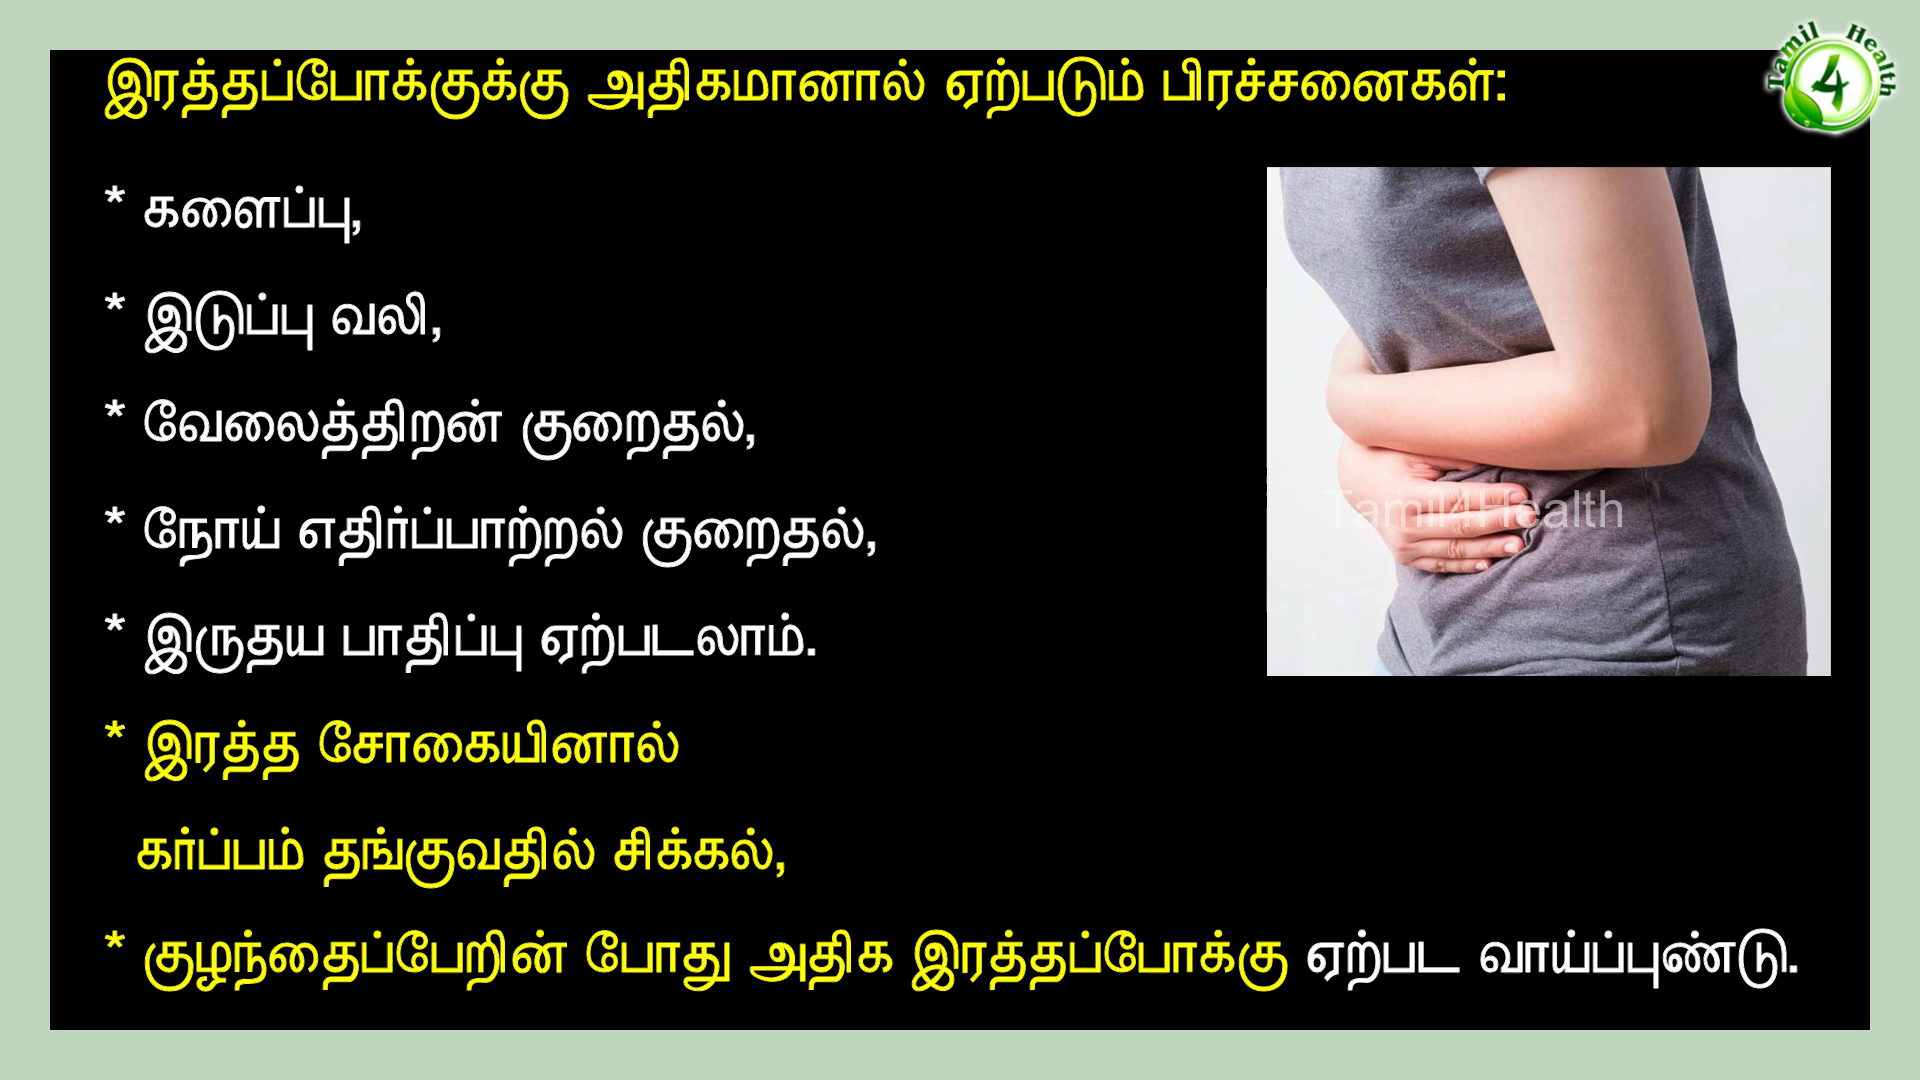 Tamil Health
4
இரத்தப்போக்குக்கு அதிகமானால் ஏற்படும் பிரச்சனைகள்:
* களைப்பு,
* இடுப்பு வலி,
* வேலைத்திறன் குறைதல்,
* நோய் எதிர்ப்பாற்றல் குறைதல்,
Tamil4Health
* இருதய பாதிப்பு ஏற்படலாம்.
* இரத்த சோகையினால்
கர்ப்பம் தங்குவதில் சிக்கல்,
* குழந்தைப்பேறின் போது அதிக இரத்தப்போக்கு ஏற்பட வாய்ப்புண்டு.